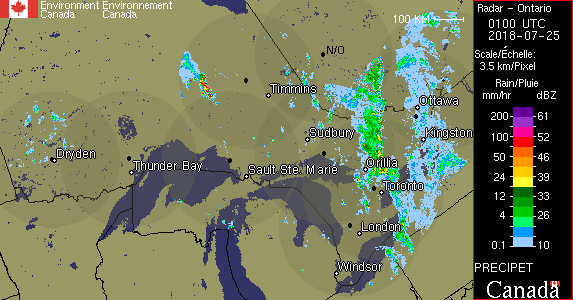 Environment Environnement
Canada Canada
100 KM
N/O
Timmins
Ottawa
Sudbury
Kingston
Dryden
Thunder Bay
Sault Ste. Marie
Orillia
Toronto
London
Windsor
Radar - Ontario
0100 UTC
2018-07-25
Scale/Échelle:
3.5 km/Pixel
Rain/Pluie
mm/hr dBZ
200 61
100 52
50 46
24 39
12 33
4 26
0.1 10
PRECIPET
Canada